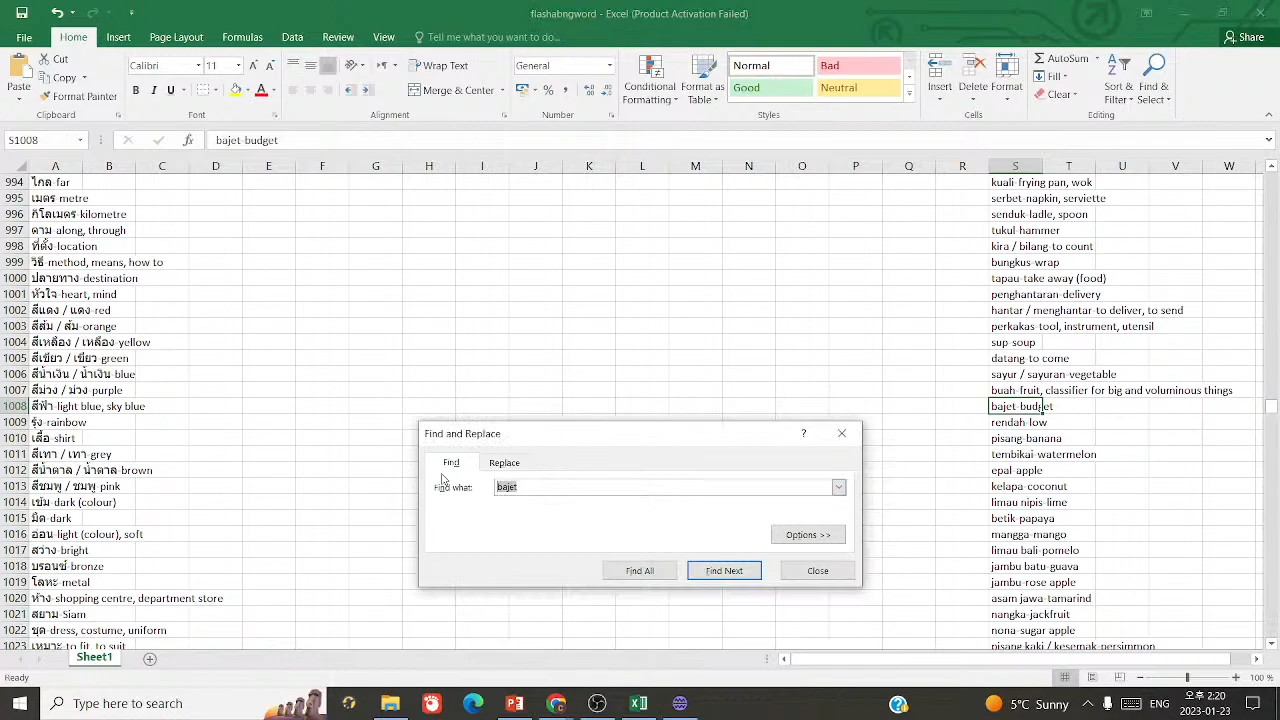 flashabngword - Excel (Product Activation Failed)
File Home Insert Page Layout Formulas Data Review View Tell me what you want to do... Share
Paste Cut Copy Format Painter
Calibri 11
B I U A
Wrap Text
Merge & Center
General
% ,
Conditional Formatting Format as Table
Normal Bad
Good Neutral
Insert Delete Format
AutoSum
Fill
Clear
Sort & Filter Find & Select
Clipboard Font Alignment Number Styles Cells Editing
S1008 fx bajet-budget
A B C D E F G H I J K L M N O P Q R S T U V W
994 ไกล-far kuali-frying pan, wok
995 เมตร-metre serbet-napkin, serviette
996 กิโลเมตร-kilometre senduk-ladle, spoon
997 ตาม-along, through tukul-hammer
998 ที่ตั้ง-location kira / bilang-to count
999 วิธี-method, means, how to bungkus-wrap
1000 ปลายทาง-destination tapau-take away (food)
1001 หัวใจ-heart, mind penghantaran-delivery
1002 สีแดง / แดง-red hantar / menghantar-to deliver, to send
1003 สีส้ม / ส้ม-orange perkakas-tool, instrument, utensil
1004 สีเหลือง / เหลือง-yellow sup-soup
1005 สีเขียว / เขียว-green datang-to come
1006 สีน้ำเงิน / น้ำเงิน-blue sayur / sayuran-vegetable
1007 สีม่วง / ม่วง-purple buah-fruit, classifier for big and voluminous things
1008 สีฟ้า-light blue, sky blue bajet-budget
1009 รุ้ง-rainbow rendah-low
1010 เสื้อ-shirt pisang-banana
1011 สีเทา / เทา-grey tembikai-watermelon
1012 สีน้ำตาล / น้ำตาล-brown epal-apple
1013 สีชมพู / ชมพู-pink kelapa-coconut
1014 เข้ม-dark (colour) limau nipis-lime
1015 มืด-dark betik-papaya
1016 อ่อน-light (colour), soft mangga-mango
1017 สว่าง-bright limau bali-pomelo
1018 บรอนซ์-bronze jambu batu-guava
1019 โลหะ-metal jambu-rose apple
1020 ห้าง-shopping centre, department store asam jawa-tamarind
1021 สยาม-Siam nangka-jackfruit
1022 ชุด-dress, costume, uniform nona-sugar apple
1023 เหมาะ-to fit, to suit pisang kaki / kesemak-persimmon
Find and Replace ?
Find Replace
Find what: bajet
Options >>
Find All Find Next Close
Sheet1
Ready 100 %
Type here to search
5°C Sunny ENG 오후 2:20
2023-01-23